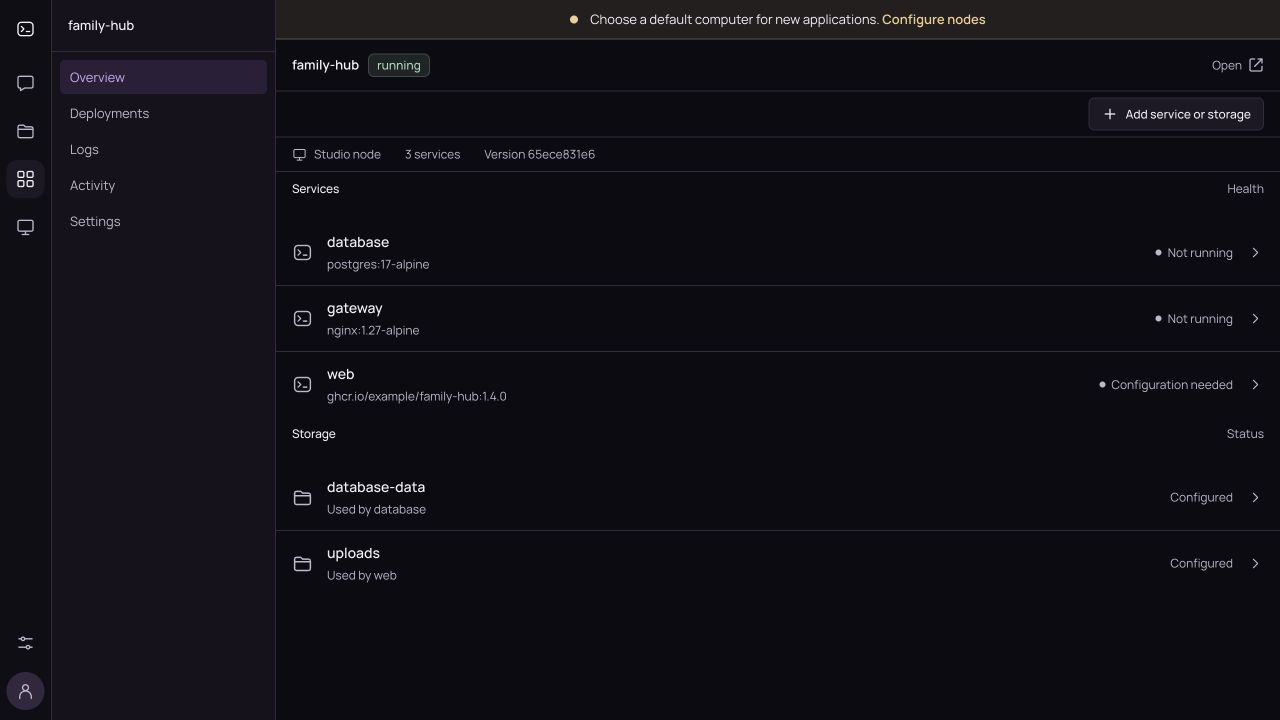 family-hub
Choose a default computer for new applications. Configure nodes
family-hub running Open
Overview
Deployments
Logs
Activity
Settings
Add service or storage
Studio node 3 services Version 65ece831e6
Services Health
database
postgres:17-alpine
Not running
gateway
nginx:1.27-alpine
Not running
web
ghcr.io/example/family-hub:1.4.0
Configuration needed
Storage Status
database-data
Used by database
Configured
uploads
Used by web
Configured